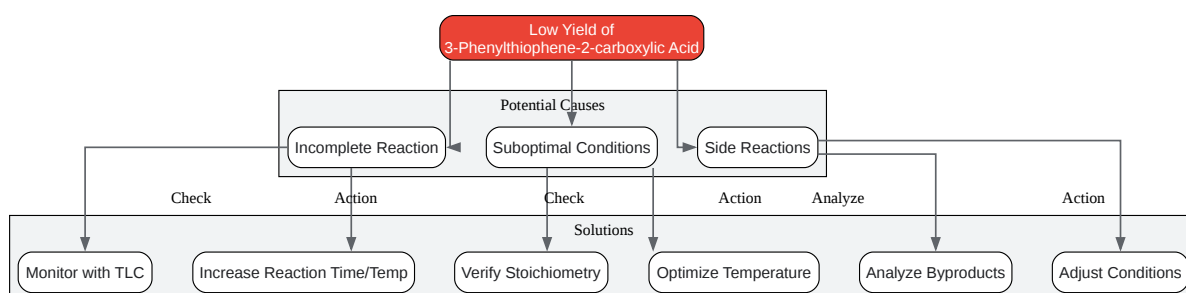 Low Yield of
3-Phenylthiophene-2-carboxylic Acid
Potential Causes
Incomplete Reaction
Suboptimal Conditions
Side Reactions
Check
Action
Check
Action
Analyze
Action
Solutions
Monitor with TLC
Increase Reaction Time/Temp
Verify Stoichiometry
Optimize Temperature
Analyze Byproducts
Adjust Conditions